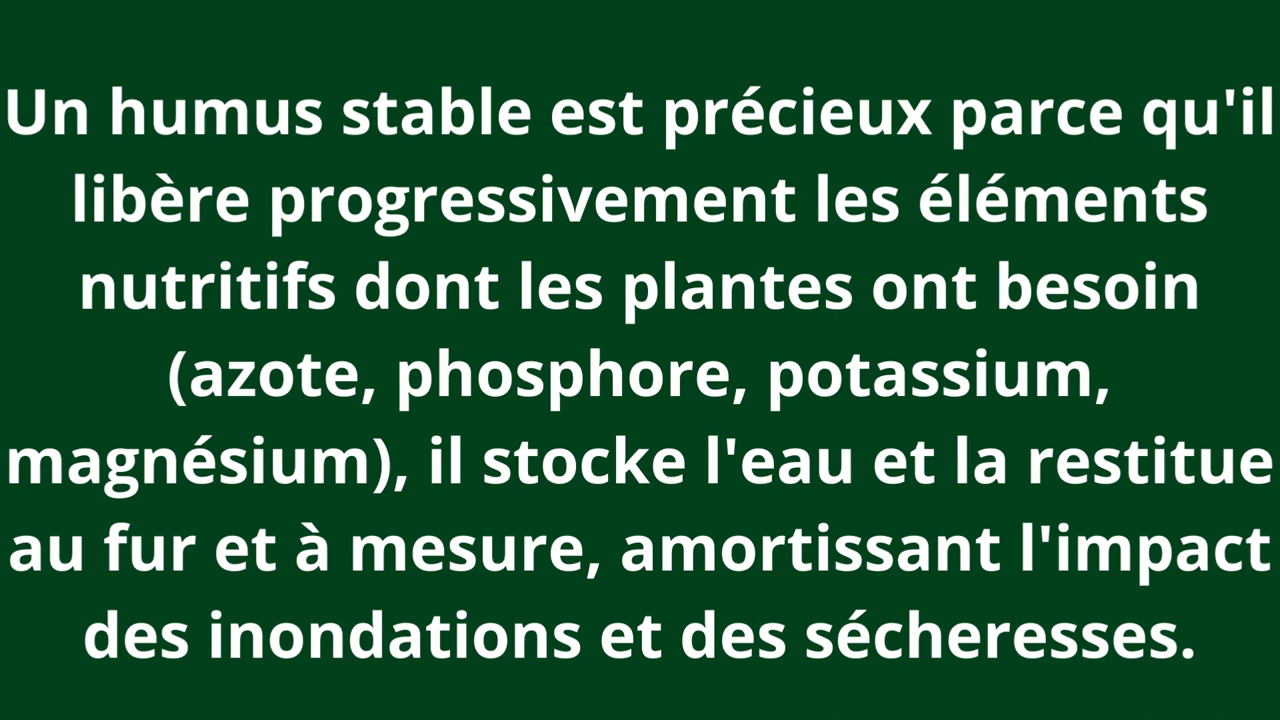 Un humus stable est précieux parce qu'il
libère progressivement les éléments
nutritifs dont les plantes ont besoin
(azote, phosphore, potassium,
magnésium), il stocke l'eau et la restitue
au fur et à mesure, amortissant l'impact
des inondations et des sécheresses.